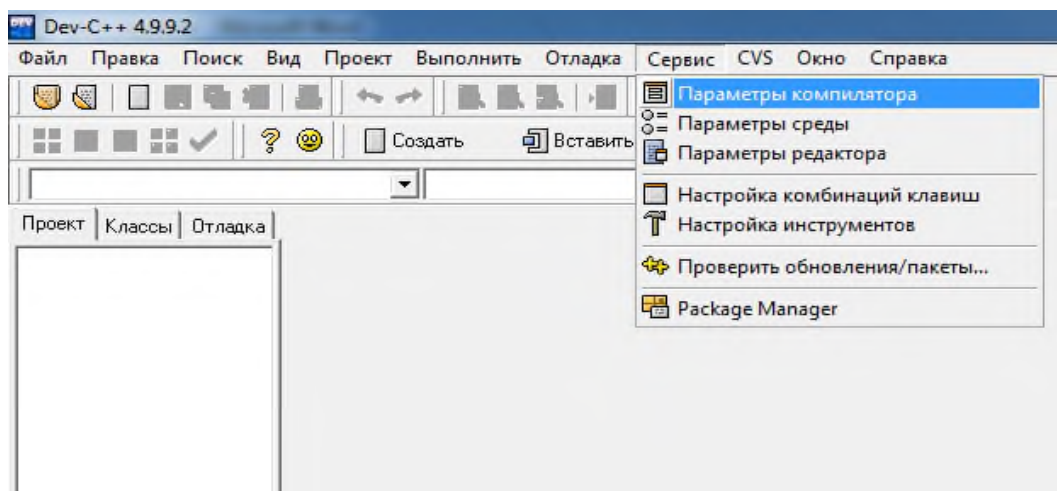 Dev-C++ 4.9.9.2
Файл Правка Поиск Вид Проект Выполнить Отладка Сервис CVS Окно Справка
Параметры компилятора
Параметры среды
Параметры редактора
Настройка комбинаций клавиш
Настройка инструментов
Проверить обновления/пакеты...
Package Manager
Создать Вставить
Проект Классы Отладка